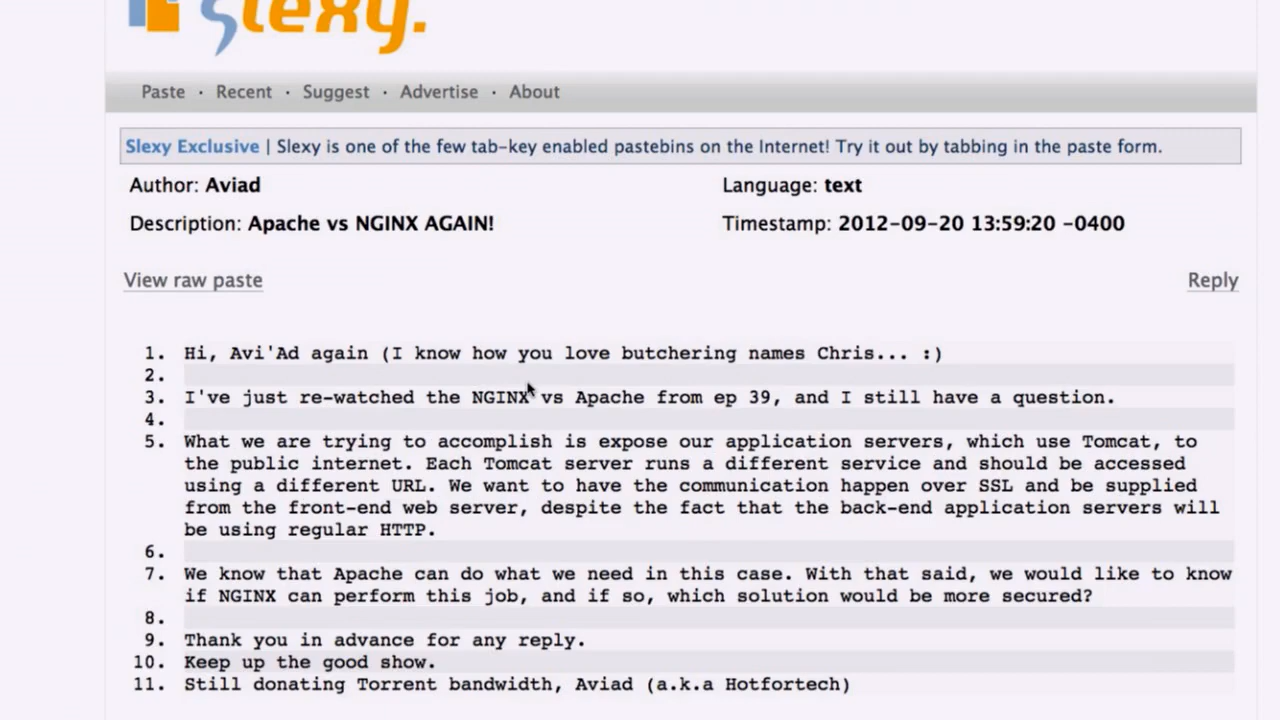 slexy.
Paste · Recent · Suggest · Advertise · About
Slexy Exclusive | Slexy is one of the few tab-key enabled pastebins on the Internet! Try it out by tabbing in the paste form.
Author: Aviad
Language: text
Description: Apache vs NGINX AGAIN!
Timestamp: 2012-09-20 13:59:20 -0400
View raw paste
Reply
1. Hi, Avi'Ad again (I know how you love butchering names Chris... :)
2.
3. I've just re-watched the NGINX vs Apache from ep 39, and I still have a question.
4.
5. What we are trying to accomplish is expose our application servers, which use Tomcat, to
the public internet. Each Tomcat server runs a different service and should be accessed
using a different URL. We want to have the communication happen over SSL and be supplied
from the front-end web server, despite the fact that the back-end application servers will
be using regular HTTP.
6.
7. We know that Apache can do what we need in this case. With that said, we would like to know
if NGINX can perform this job, and if so, which solution would be more secured?
8.
9. Thank you in advance for any reply.
10. Keep up the good show.
11. Still donating Torrent bandwidth, Aviad (a.k.a Hotfortech)